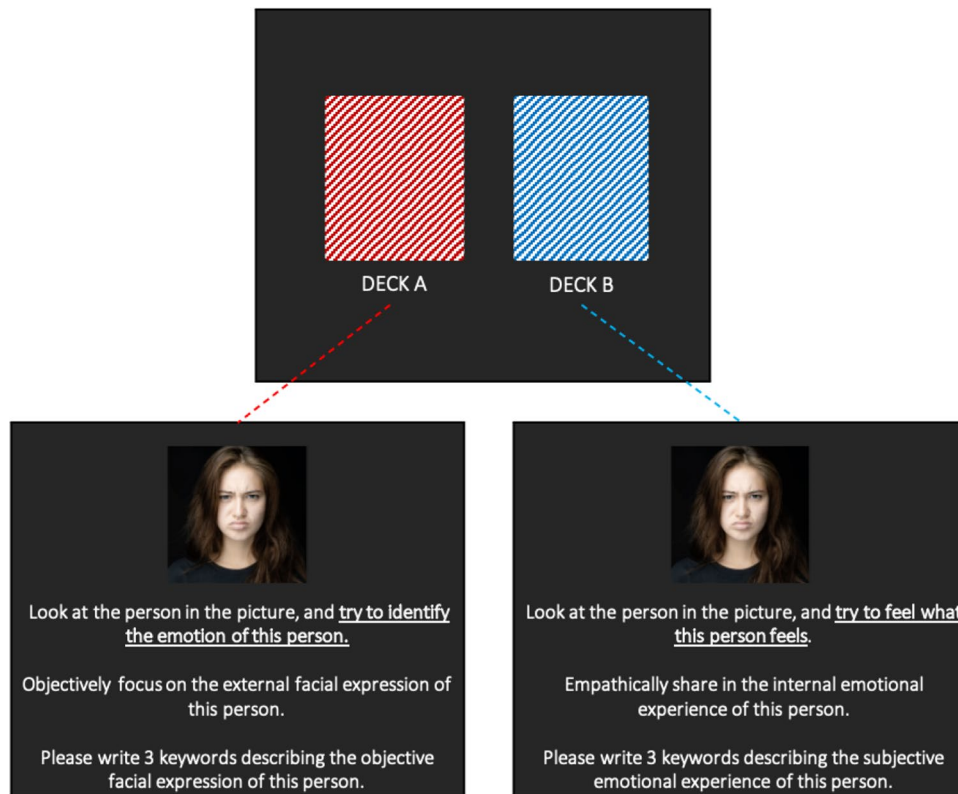 DECK A
DECK B
Look at the person in the picture, and try to identify
the emotion of this person.
Objectively focus on the external facial expression of
this person.
Please write 3 keywords describing the objective
facial expression of this person.
Look at the person in the picture, and try to feel what
this person feels.
Empathically share in the internal emotional
experience of this person.
Please write 3 keywords describing the subjective
emotional experience of this person.